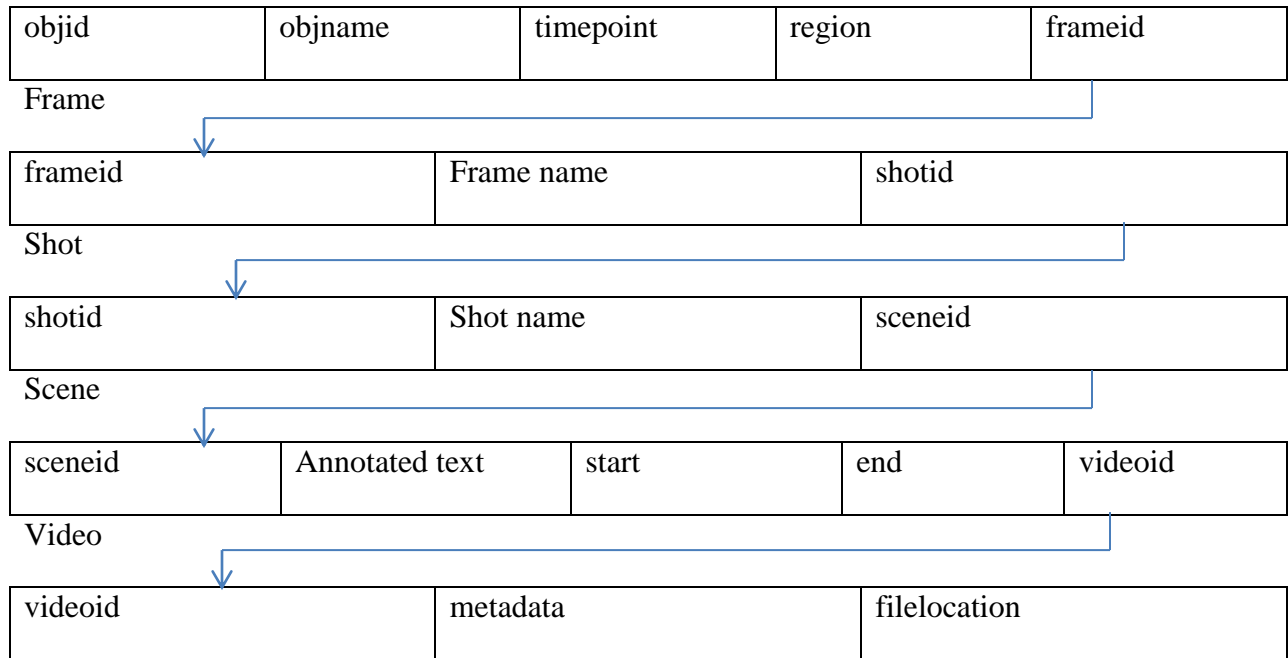 objid objname timepoint region frameid
Frame
frameid Frame name shotid
Shot
shotid Shot name sceneid
Scene
sceneid Annotated text start end videoid
Video
videoid metadata filelocation